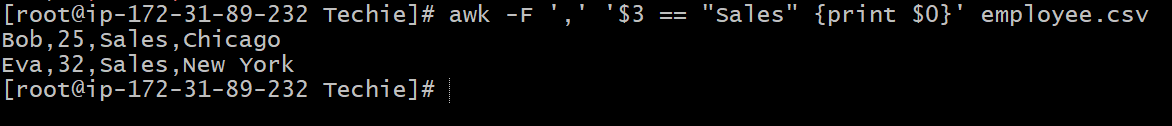 [root@ip-172-31-89-232 Techie]# awk -F ',' '$3 == "Sales" {print $0}' employee.csv
Bob,25,Sales,Chicago
Eva,32,Sales,New York
[root@ip-172-31-89-232 Techie]#